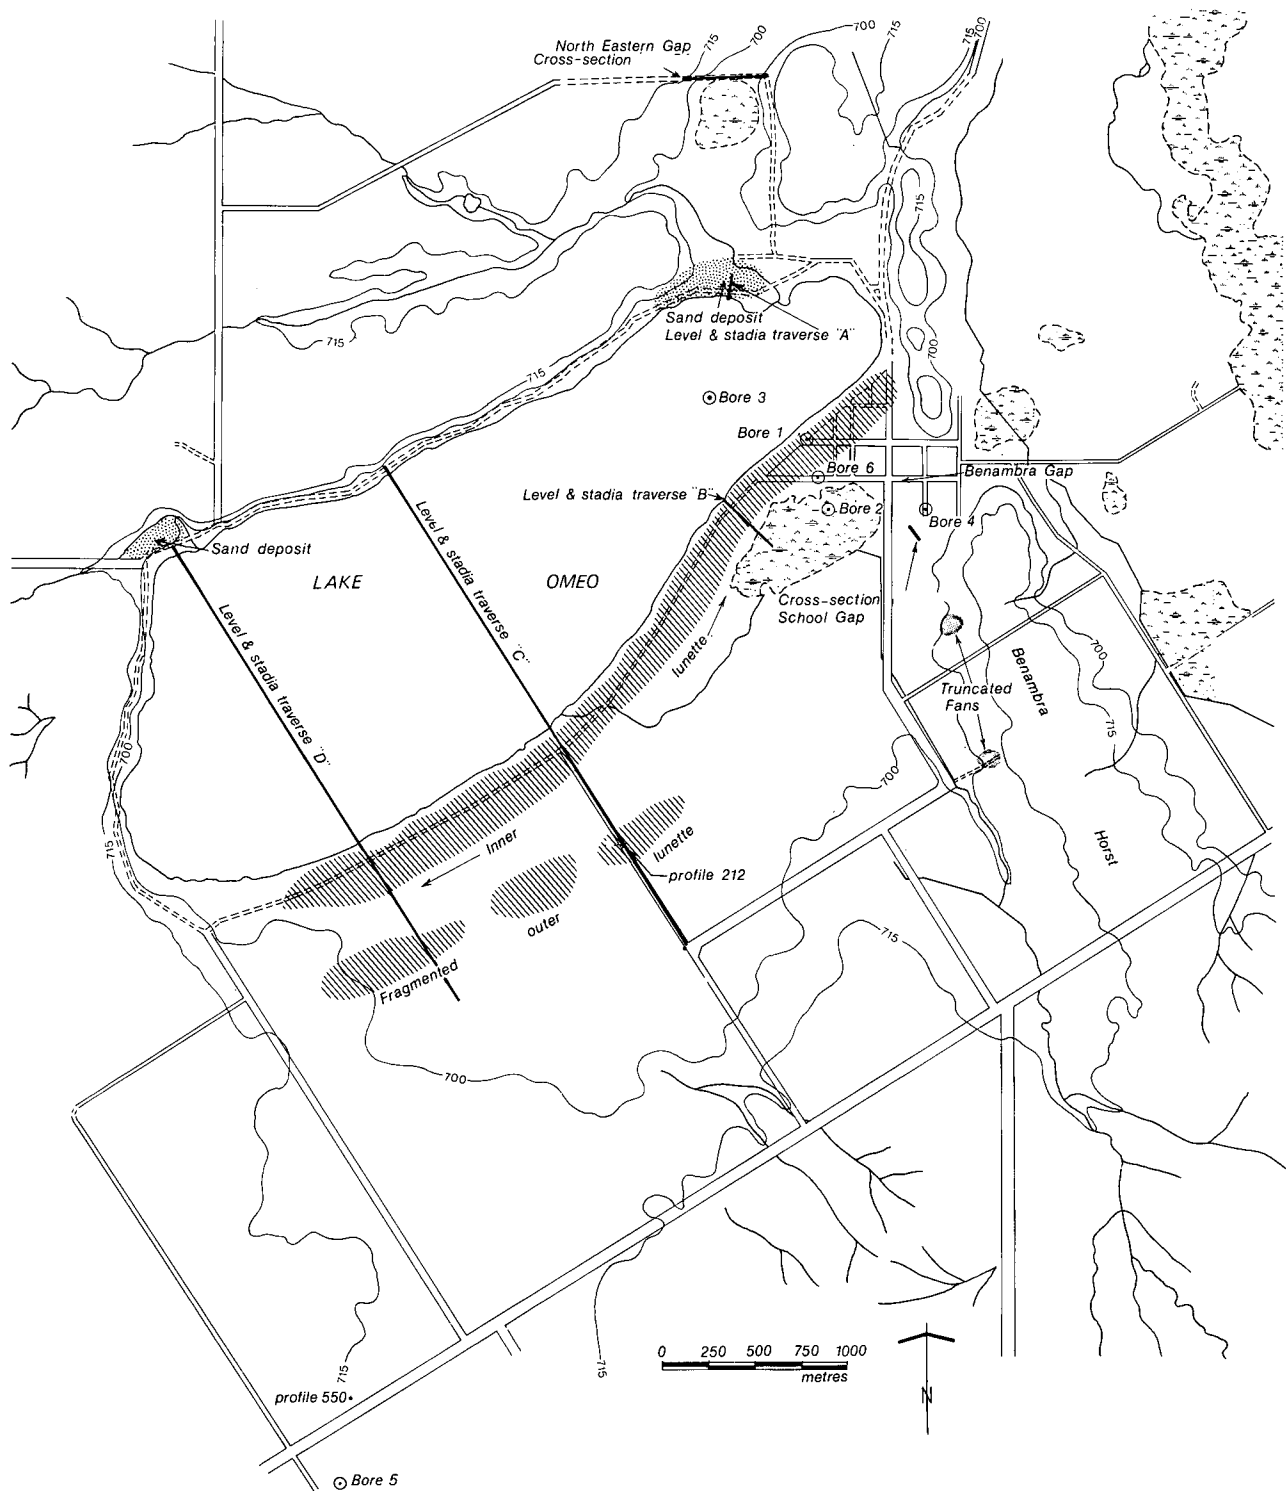 715
700
700
715
715
700
North Eastern Gap
Cross-section
715
Sand deposit
Level & stadia traverse "A"
715
700
715
Bore 3
Bore 1
Bore 6
Benambra Gap
Level & stadia traverse "B"
Bore 2
Bore 4
Sand deposit
LAKE
OMEO
Level & stadia traverse "C"
Level & stadia traverse "D"
Cross-section
School Gap
lunette
Benambra
Horst
Truncated
Fans
700
715
700
700
715
Inner
lunette
profile 212
outer
Fragmented
715
700
715
715
profile 550
0 250 500 750 1000
metres
N
Bore 5